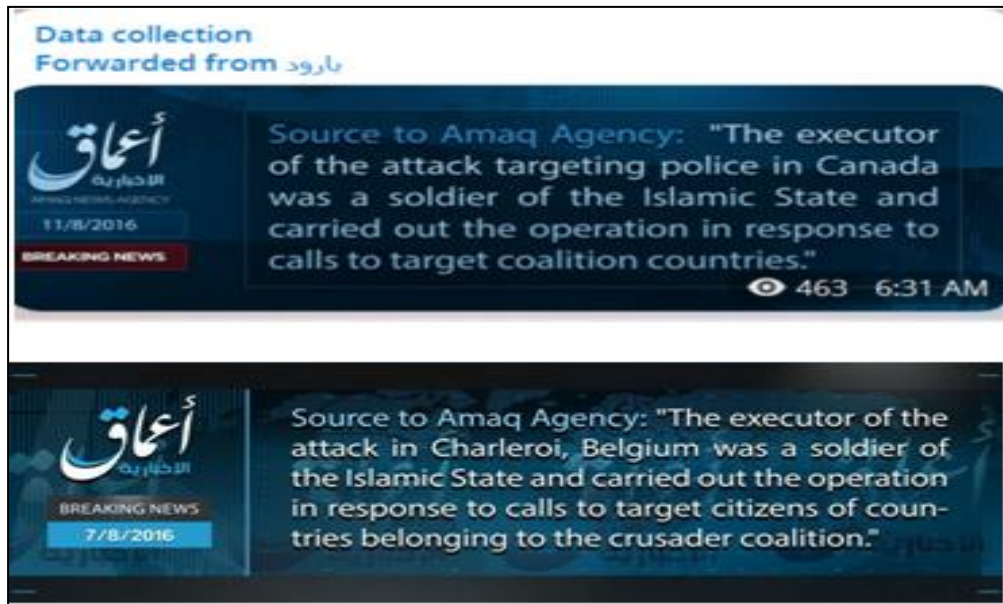 Data collection
Forwarded from بارود
أعماق
الإخبارية
AMAQ NEWS AGENCY
11/8/2016
BREAKING NEWS
Source to Amaq Agency: "The executor
of the attack targeting police in Canada
was a soldier of the Islamic State and
carried out the operation in response to
calls to target coalition countries."
463 6:31 AM
أعماق
الإخبارية
BREAKING NEWS
7/8/2016
Source to Amaq Agency: "The executor of the
attack in Charleroi, Belgium was a soldier of
the Islamic State and carried out the operation
in response to calls to target citizens of coun-
tries belonging to the crusader coalition."